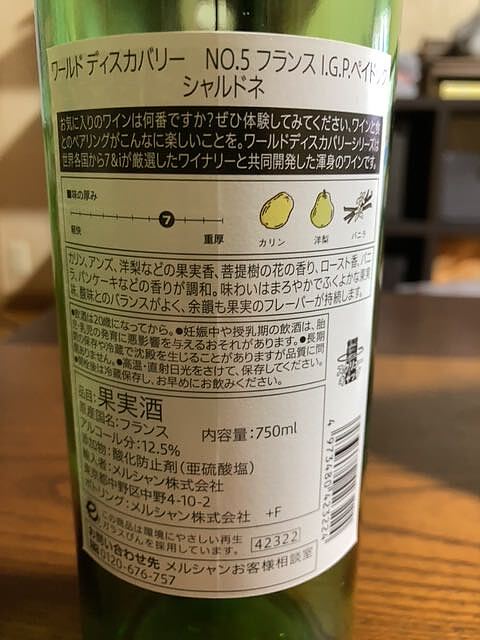 ワールド ディスカバリー NO.5 フランス I.G.P.ペイドック
シャルドネ
お気に入りのワインは何番ですか?ぜひ体験してみてください、ワインと食
とのペアリングがこんなに楽しいことを。ワールドディスカバリーシリーズは
世界各国から7&iが厳選したワイナリーと共同開発した渾身のワインです。
■味の厚み
7
軽快 重厚
カリン 洋梨 バニラ
カリン、アンズ、洋梨などの果実香、菩提樹の花の香り、ロースト香、バニ
ラ、パンケーキなどの香りが調和。味わいはまろやかでふくよかな果実
味、酸味とのバランスがよく、余韻も果実のフレーバーが持続します。
●飲酒は20歳になってから。●妊娠中や授乳期の飲酒は、胎
児・乳児の発育に悪影響を与えるおそれがあります。●長期
間の保存や冷蔵で沈殿を生じることがありますが品質に問
題ありません。●高温・直射日光をさけて、保存してください。
●開栓後は冷蔵保存し、お早めにお飲みください。
品目:果実酒
原産国名:フランス
アルコール分:12.5% 内容量:750ml
添加物:酸化防止剤(亜硫酸塩)
輸入者:メルシャン株式会社
東京都中野区中野4-10-2
ボトリング:メルシャン株式会社 +F
この商品は環境にやさしい再生
ガラスびんを採用しています。 42322
お問い合わせ先 メルシャンお客様相談室
0120-676-757